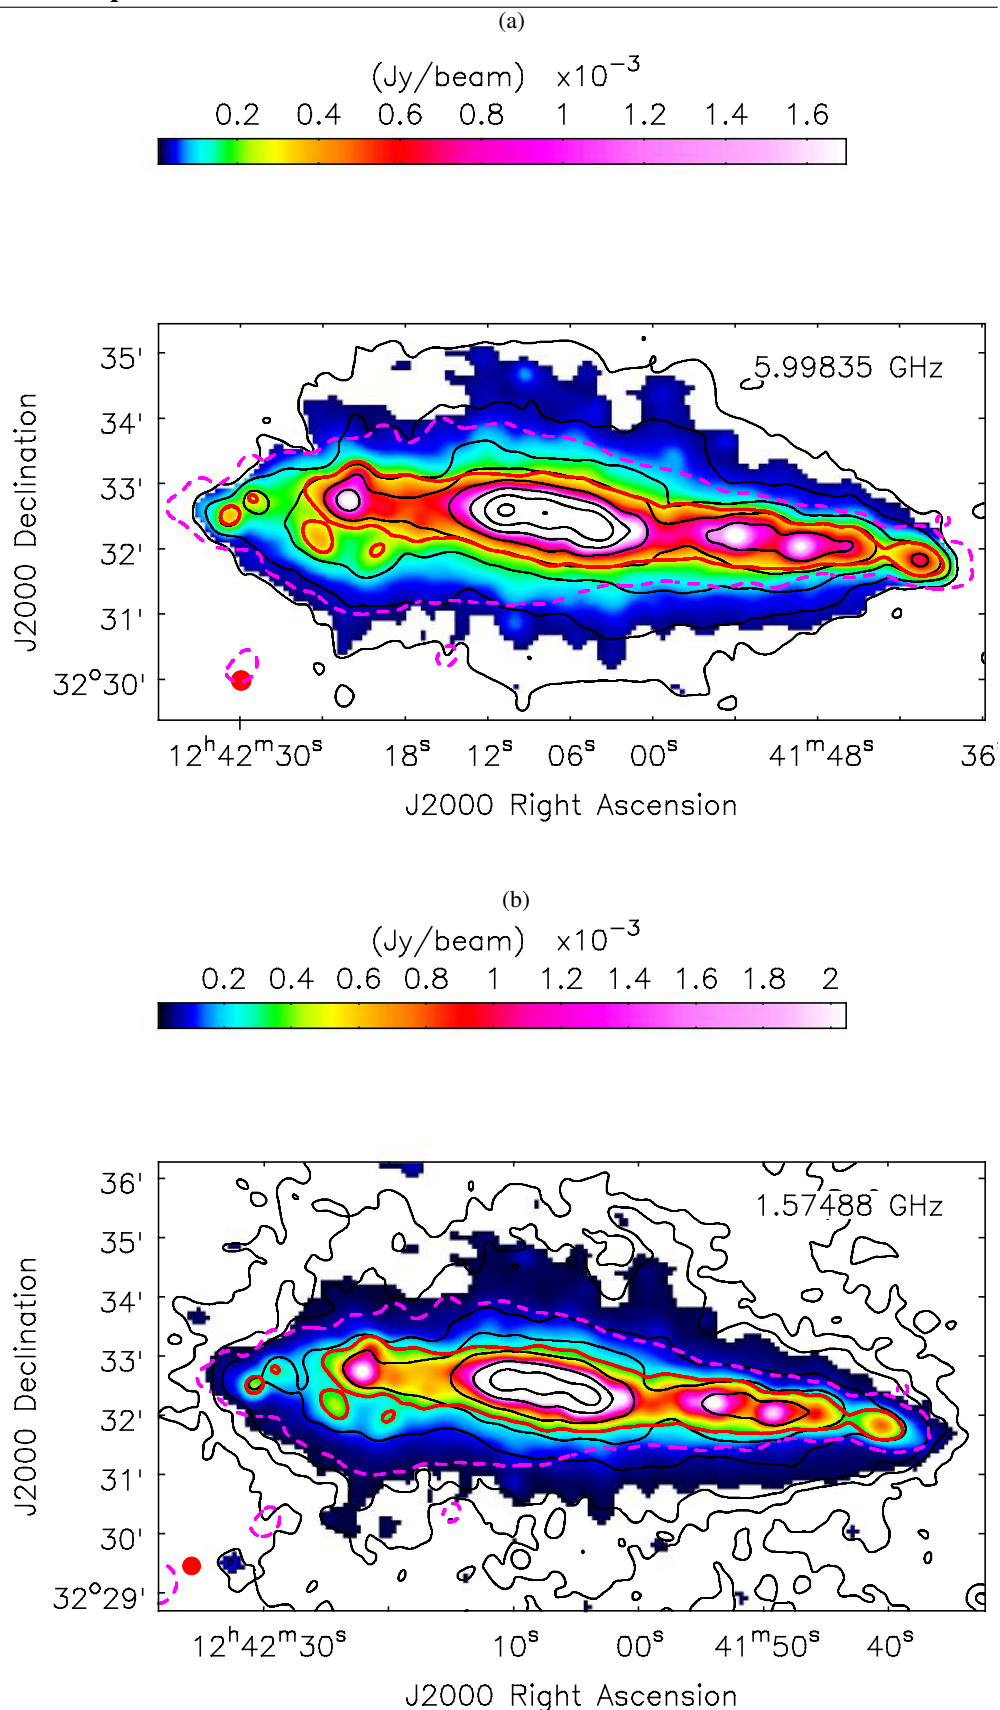 (a)
(Jy/beam) x10⁻³
0.2 0.4 0.6 0.8 1 1.2 1.4 1.6
5.99835 GHz
35'
34'
33'
32'
31'
32°30'
J2000 Declination
12ʰ42ᵐ30ˢ 18ˢ 12ˢ 06ˢ 00ˢ 41ᵐ48ˢ 36ˢ
J2000 Right Ascension
(b)
(Jy/beam) x10⁻³
0.2 0.4 0.6 0.8 1 1.2 1.4 1.6 1.8 2
1.57488 GHz
36'
35'
34'
33'
32'
31'
30'
32°29'
J2000 Declination
12ʰ42ᵐ30ˢ 10ˢ 00ˢ 41ᵐ50ˢ 40ˢ
J2000 Right Ascension